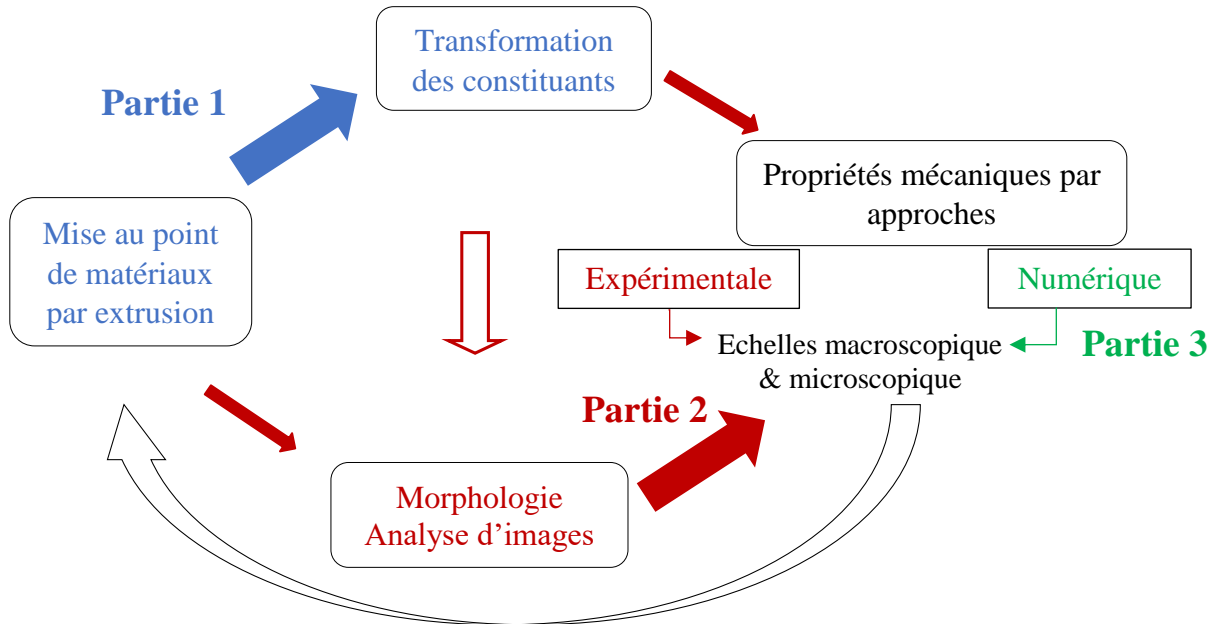 Transformation
des constituants
Partie 1
Propriétés mécaniques par
approches
Mise au point
de matériaux
par extrusion
Expérimentale
Numérique
Echelles macroscopique
& microscopique
Partie 3
Partie 2
Morphologie
Analyse d’images